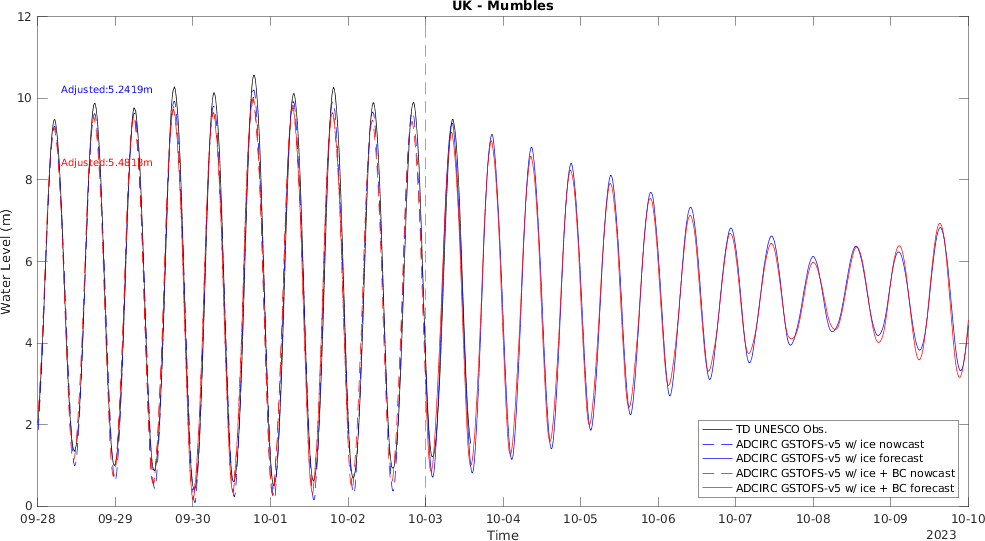 UK - Mumbles
12
10
8
6
4
2
0
Water Level (m)
Adjusted:5.2419m
Adjusted:5.4818m
TD UNESCO Obs.
ADCIRC GSTOFS-v5 w/ ice nowcast
ADCIRC GSTOFS-v5 w/ ice forecast
ADCIRC GSTOFS-v5 w/ ice + BC nowcast
ADCIRC GSTOFS-v5 w/ ice + BC forecast
09-28 09-29 09-30 10-01 10-02 10-03 10-04 10-05 10-06 10-07 10-08 10-09 10-10
Time
2023